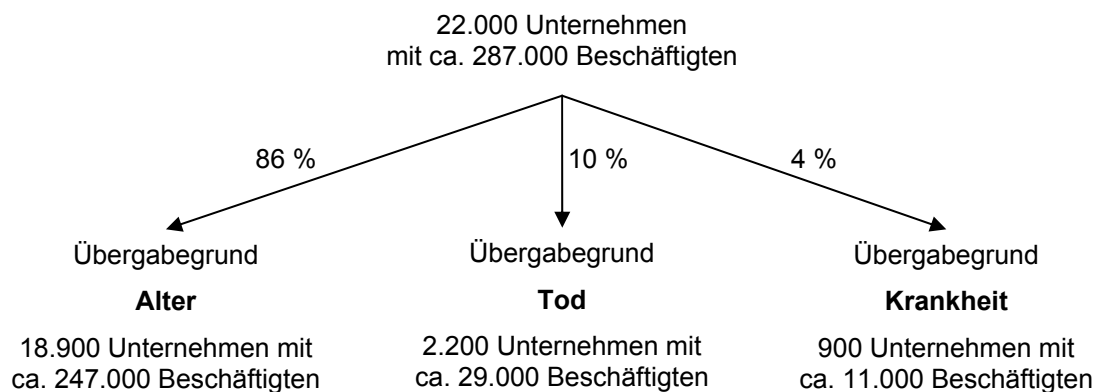 22.000 Unternehmen
mit ca. 287.000 Beschäftigten
86 %
10 %
4 %
Übergabegrund
Alter
18.900 Unternehmen mit
ca. 247.000 Beschäftigten
Übergabegrund
Tod
2.200 Unternehmen mit
ca. 29.000 Beschäftigten
Übergabegrund
Krankheit
900 Unternehmen mit
ca. 11.000 Beschäftigten